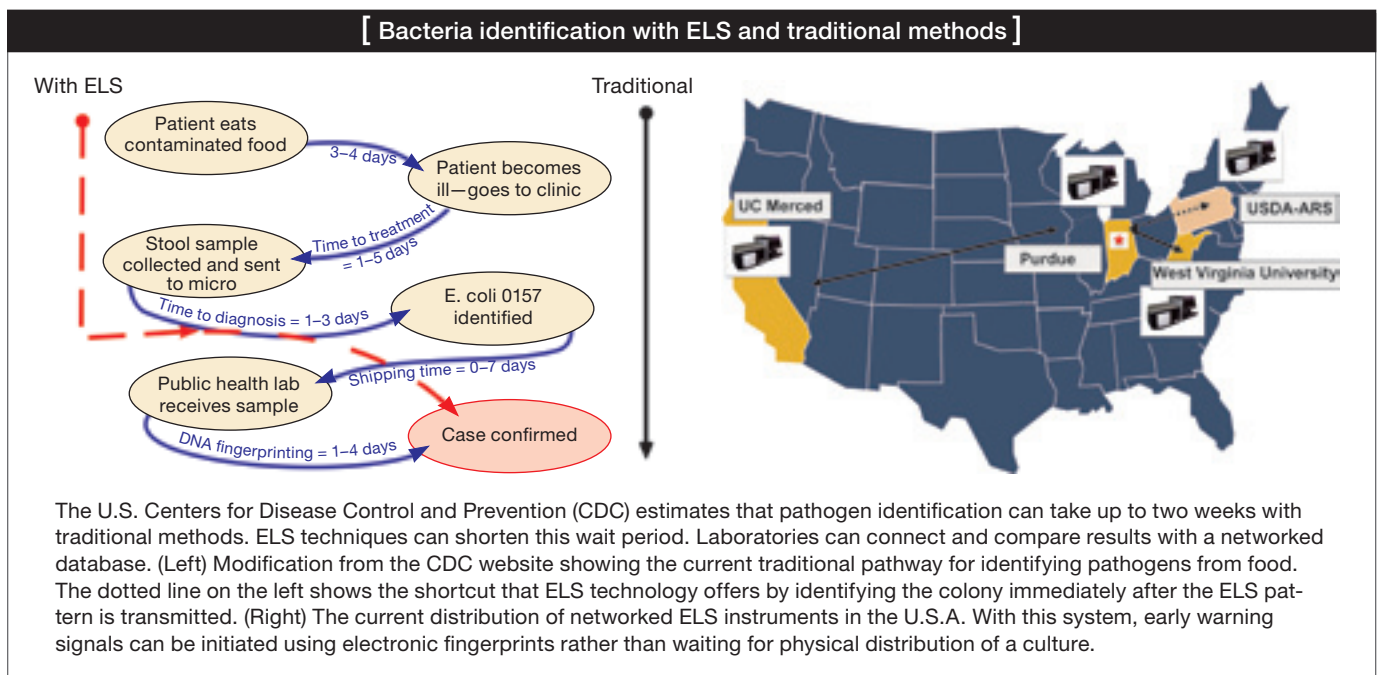 [ Bacteria identification with ELS and traditional methods ]
With ELS
Traditional
Patient eats
contaminated food
3–4 days
Patient becomes
ill—goes to clinic
Time to treatment
= 1–5 days
Stool sample
collected and sent
to micro
Time to diagnosis = 1–3 days
E. coli 0157
identified
Shipping time = 0–7 days
Public health lab
receives sample
DNA fingerprinting = 1–4 days
Case confirmed
UC Merced
Purdue
USDA-ARS
West Virginia University
The U.S. Centers for Disease Control and Prevention (CDC) estimates that pathogen identification can take up to two weeks with
traditional methods. ELS techniques can shorten this wait period. Laboratories can connect and compare results with a networked
database. (Left) Modification from the CDC website showing the current traditional pathway for identifying pathogens from food.
The dotted line on the left shows the shortcut that ELS technology offers by identifying the colony immediately after the ELS pat-
tern is transmitted. (Right) The current distribution of networked ELS instruments in the U.S.A. With this system, early warning
signals can be initiated using electronic fingerprints rather than waiting for physical distribution of a culture.